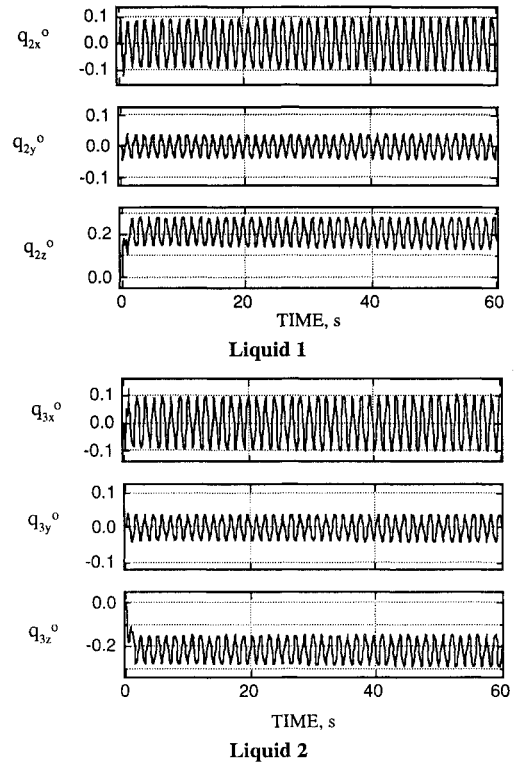 q2x° 0.1
0.0
-0.1
q2y° 0.1
0.0
-0.1
q2z° 0.2
0.0
0 20 40 60
TIME, s
Liquid 1
q3x° 0.1
0.0
-0.1
q3y° 0.1
0.0
-0.1
q3z° 0.0
-0.2
0 20 40 60
TIME, s
Liquid 2